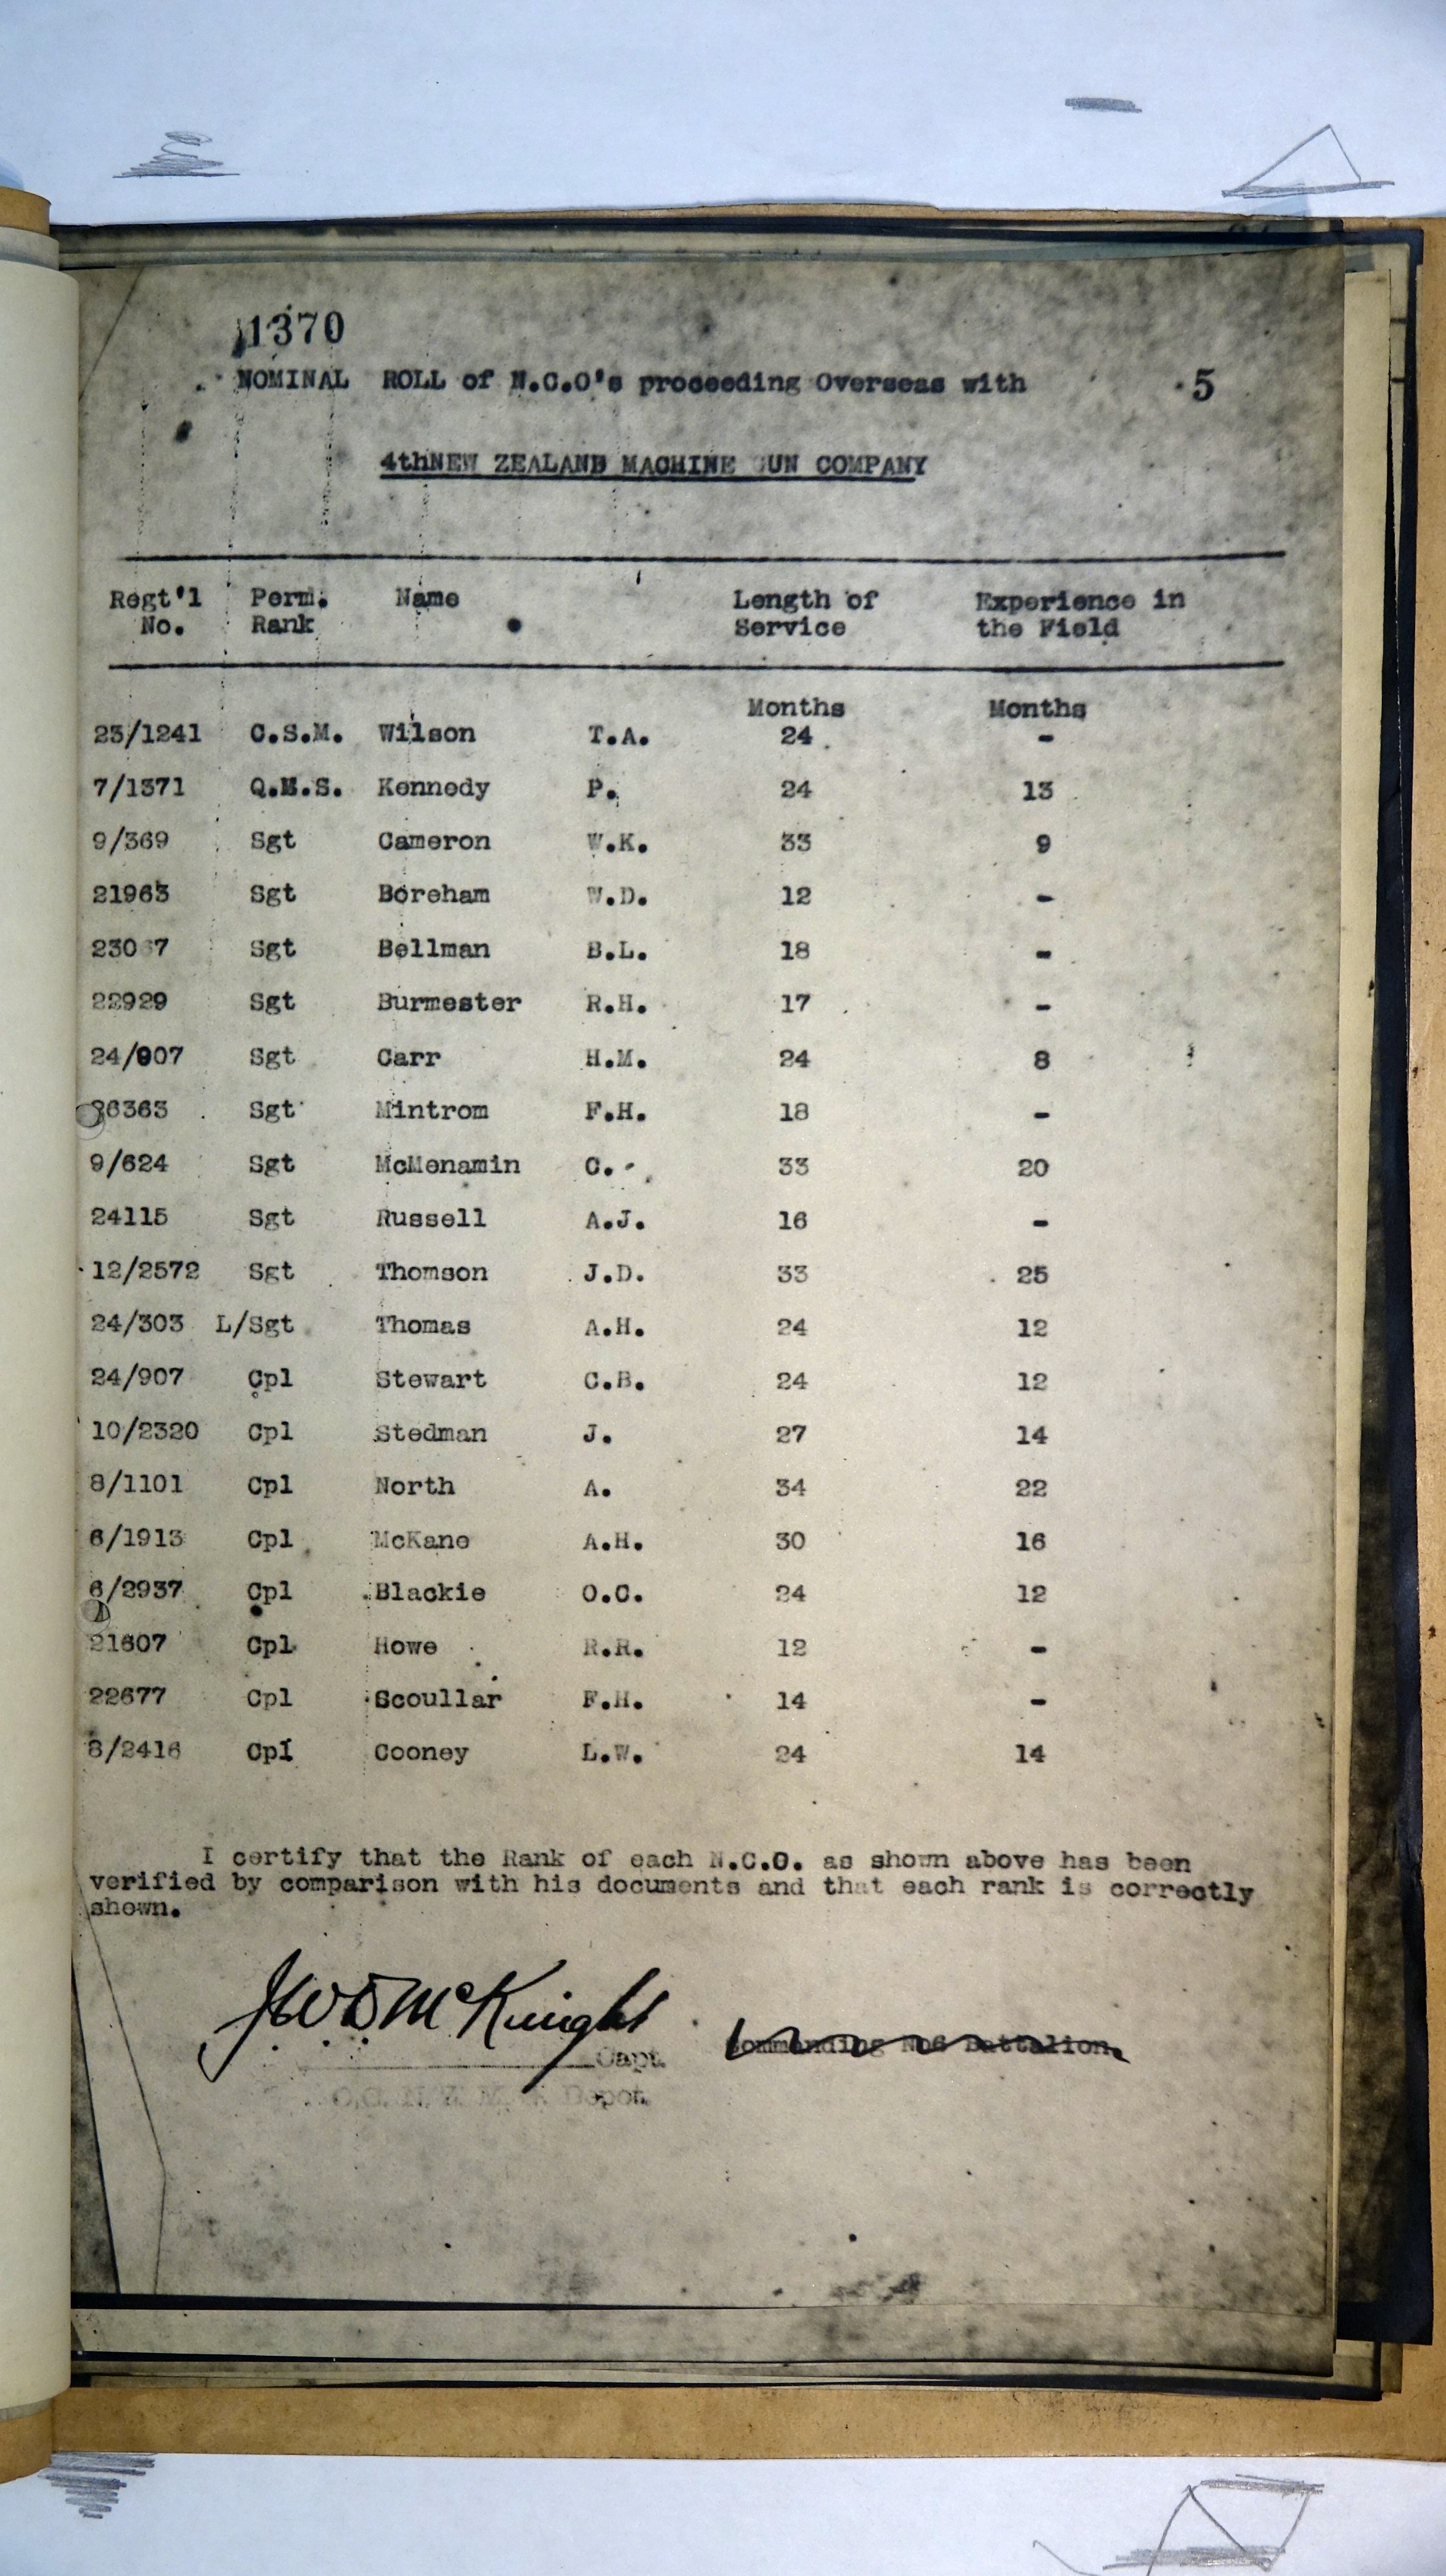 1370
NOMINAL ROLL of N.C.O's proceeding Overseas with 5
4thNEW ZEALAND MACHINE GUN COMPANY
Regt'l Perm. Name Length of Experience in
No. Rank Service the Field
Months Months
23/1241 C.S.M. Wilson T.A. 24 -
7/1371 Q.M.S. Kennedy P. 24 13
9/369 Sgt Cameron W.K. 33 9
21963 Sgt Boreham W.D. 12 -
Sgt Bellman B.L. 18 -
22929 Sgt Burmester R.H. 17 -
24/907 Sgt Carr H.M. 24 8
Sgt Mintrom F.H. 18 -
9/624 Sgt McMenamin C. 33 20
24115 Sgt Russell A.J. 16 -
12/2572 Sgt Thomson J.D. 33 25
24/303 L/Sgt Thomas A.H. 24 12
24/907 Cpl Stewart C.B. 24 12
10/2320 Cpl Stedman J. 27 14
8/1101 Cpl North A. 34 22
6/1913 Cpl McKane A.H. 30 16
6/2937 Cpl Blackie O.C. 24 12
21607 Cpl Howe R.R. 12 -
22677 Cpl Scoullar F.H. 14 -
8/2416 Cpl Cooney L.W. 24 14
I certify that the Rank of each N.C.O. as shown above has been
verified by comparison with his documents and that each rank is correctly
shown.
McKnight
Capt. Commanding No6 Battalion.
Depot.